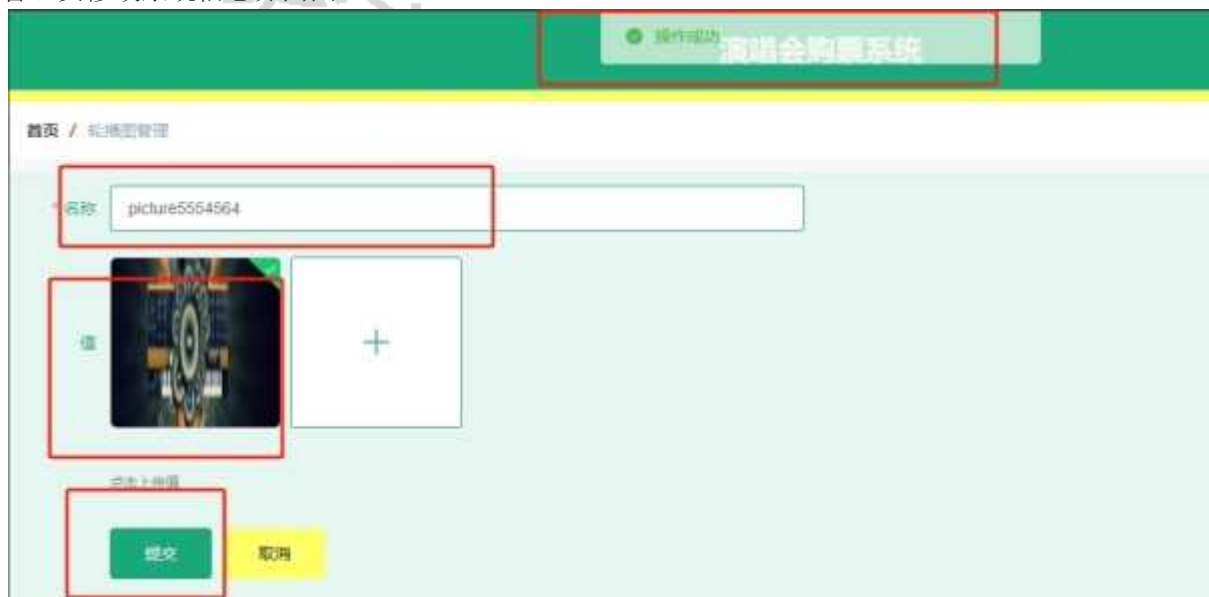 操作成功
演唱会购票系统
首页 / 轮播图管理
*名称 picture5554564
值
点击上传值
提交 取消